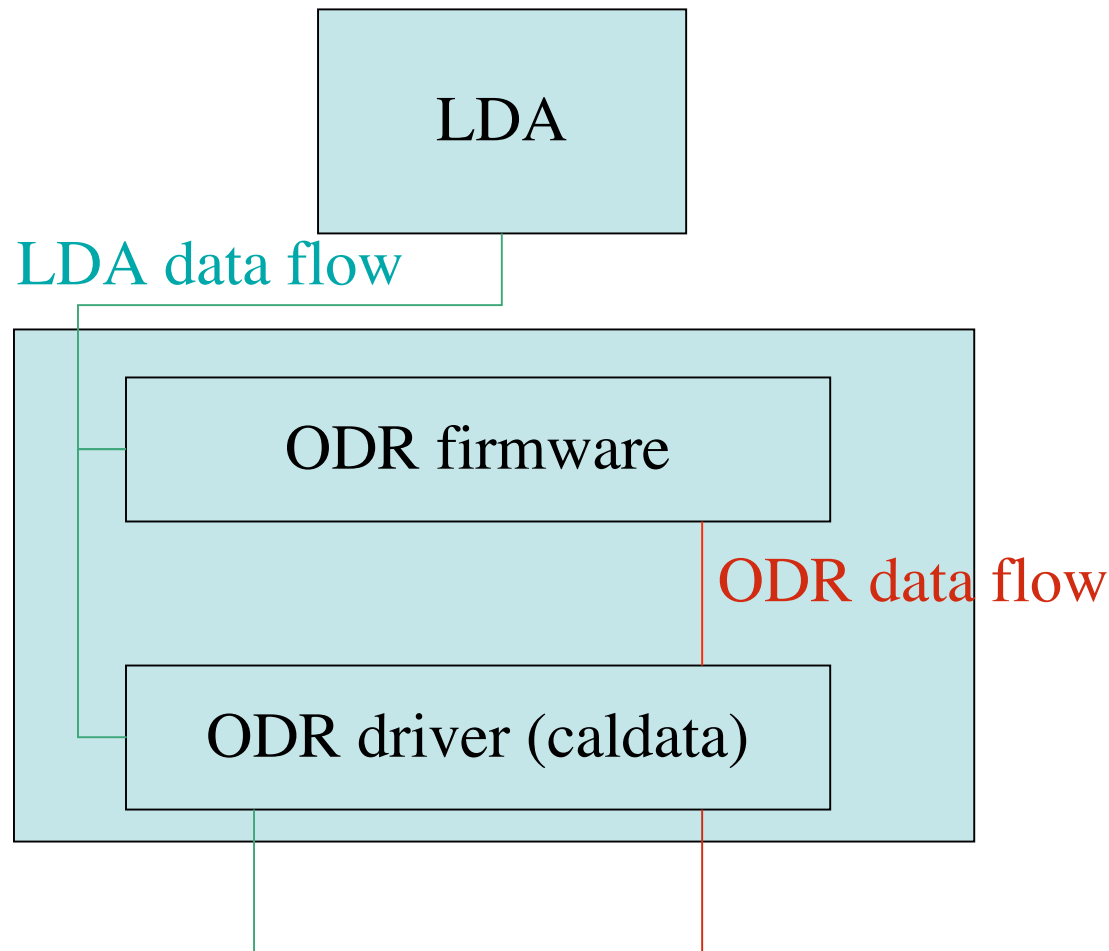 LDA
LDA data flow
ODR firmware
ODR data flow
ODR driver (caldata)